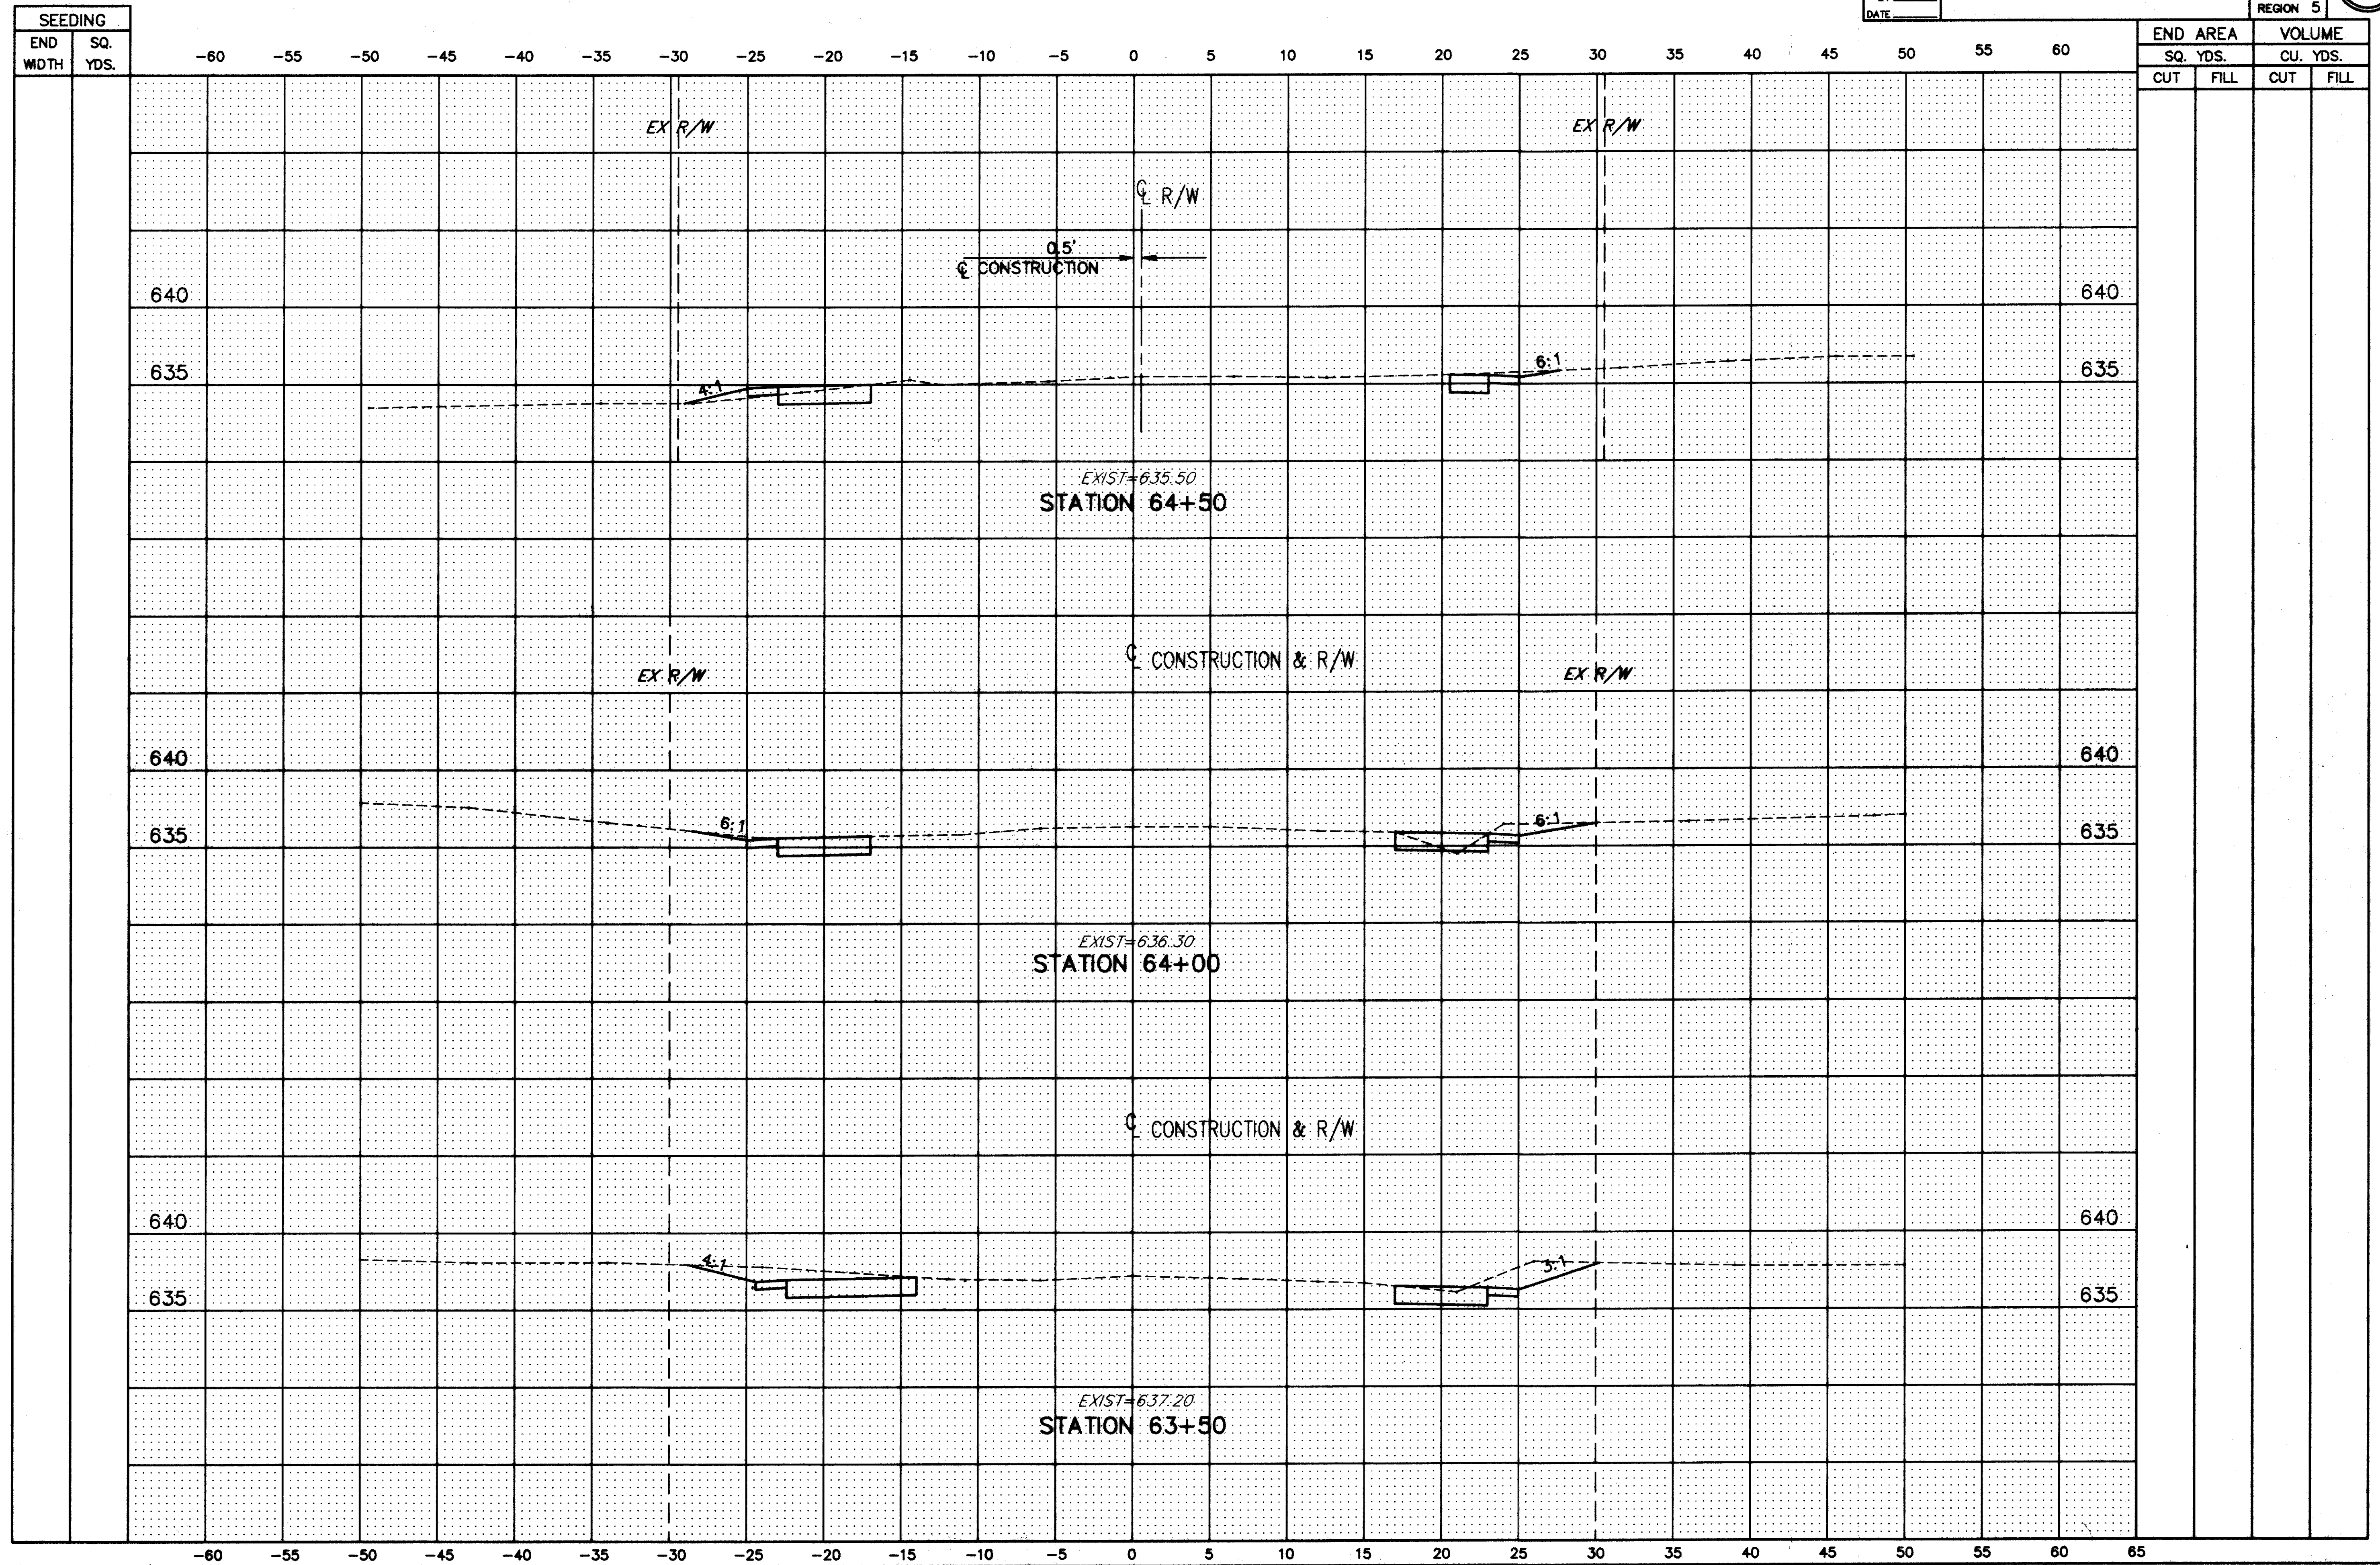 DATE
REGION 5
SEEDING
END WIDTH
SQ. YDS.
-60 -55 -50 -45 -40 -35 -30 -25 -20 -15 -10 -5 0 5 10 15 20 25 30 35 40 45 50 55 60
END AREA
VOLUME
SQ. YDS.
CU. YDS.
CUT FILL CUT FILL
EX R/W
EX R/W
℄ R/W
0.5'
℄ CONSTRUCTION
640 640
635 635
4:1
6:1
EXIST=635.50
STATION 64+50
℄ CONSTRUCTION & R/W
EX R/W
EX R/W
640 640
635 635
6:1
6:1
EXIST=636.30
STATION 64+00
℄ CONSTRUCTION & R/W
640 640
635 635
4:1
3:1
EXIST=637.20
STATION 63+50
-60 -55 -50 -45 -40 -35 -30 -25 -20 -15 -10 -5 0 5 10 15 20 25 30 35 40 45 50 55 60 65